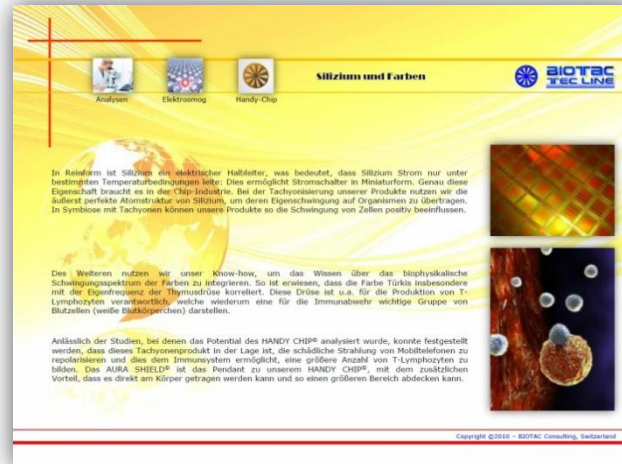 Silizium und Farben
BIOTAC
TEC LINE
Analysen
Elektrosmog
Handy-Chip
In Reinform ist Silizium ein elektrischer Halbleiter, was bedeutet, dass Silizium Strom nur unter
bestimmten Temperaturbedingungen leite: Dies ermöglicht Stromschalter in Miniaturform. Genau diese
Eigenschaft braucht es in der Chip-Industrie. Bei der Tachyonisierung unserer Produkte nutzen wir die
äußerst perfekte Atomstruktur von Silizium, um deren Eigenschwingung auf Organismen zu übertragen.
In Symbiose mit Tachyonen können unsere Produkte so die Schwingung von Zellen positiv beeinflussen.
Des Weiteren nutzen wir unser Know-how, um das Wissen über das biophysikalische
Schwingungsspektrum der Farben zu integrieren. So ist erwiesen, dass die Farbe Türkis insbesondere
mit der Eigenfrequenz der Thymusdrüse korreliert. Diese Drüse ist u.a. für die Produktion von T-
Lymphozyten verantwortlich, welche wiederum eine für die Immunabwehr wichtige Gruppe von
Blutzellen (weiße Blutkörperchen) darstellen.
Anlässlich der Studien, bei denen das Potential des HANDY CHIP® analysiert wurde, konnte festgestellt
werden, dass dieses Tachyonenprodukt in der Lage ist, die schädliche Strahlung von Mobiltelefonen zu
repolarisieren und dies dem Immunsystem ermöglicht, eine größere Anzahl von T-Lymphozyten zu
bilden. Das AURA SHIELD® ist das Pendant zu unserem HANDY CHIP®, mit dem zusätzlichen
Vorteil, dass es direkt am Körper getragen werden kann und so einen größeren Bereich abdecken kann.
Copyright ©2010 - BIOTAC Consulting, Switzerland